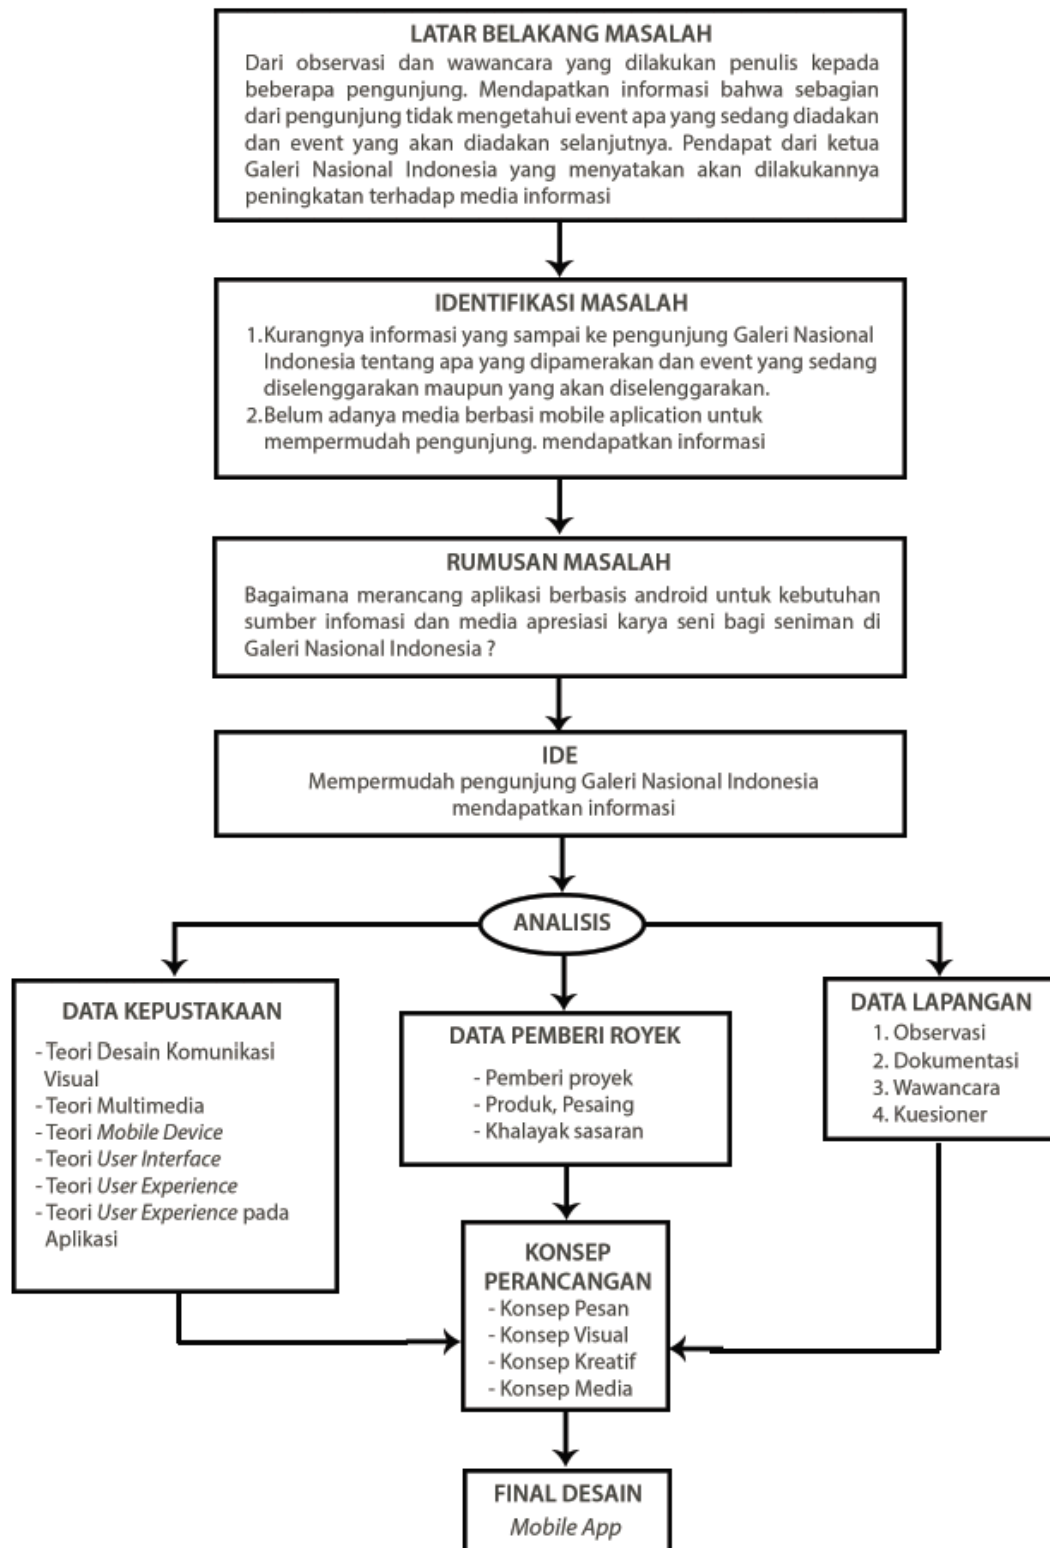 LATAR BELAKANG MASALAH
Dari observasi dan wawancara yang dilakukan penulis kepada
beberapa pengunjung. Mendapatkan informasi bahwa sebagian
dari pengunjung tidak mengetahui event apa yang sedang diadakan
dan event yang akan diadakan selanjutnya. Pendapat dari ketua
Galeri Nasional Indonesia yang menyatakan akan dilakukannya
peningkatan terhadap media informasi
IDENTIFIKASI MASALAH
1.Kurangnya informasi yang sampai ke pengunjung Galeri Nasional
Indonesia tentang apa yang dipamerakan dan event yang sedang
diselenggarakan maupun yang akan diselenggarakan.
2.Belum adanya media berbasi mobile aplication untuk
mempermudah pengunjung. mendapatkan informasi
RUMUSAN MASALAH
Bagaimana merancang aplikasi berbasis android untuk kebutuhan
sumber infomasi dan media apresiasi karya seni bagi seniman di
Galeri Nasional Indonesia ?
IDE
Mempermudah pengunjung Galeri Nasional Indonesia
mendapatkan informasi
ANALISIS
DATA KEPUSTAKAAN
- Teori Desain Komunikasi
Visual
- Teori Multimedia
- Teori Mobile Device
- Teori User Interface
- Teori User Experience
- Teori User Experience pada
Aplikasi
DATA PEMBERI ROYEK
- Pemberi proyek
- Produk, Pesaing
- Khalayak sasaran
DATA LAPANGAN
1. Observasi
2. Dokumentasi
3. Wawancara
4. Kuesioner
KONSEP
PERANCANGAN
- Konsep Pesan
- Konsep Visual
- Konsep Kreatif
- Konsep Media
FINAL DESAIN
Mobile App